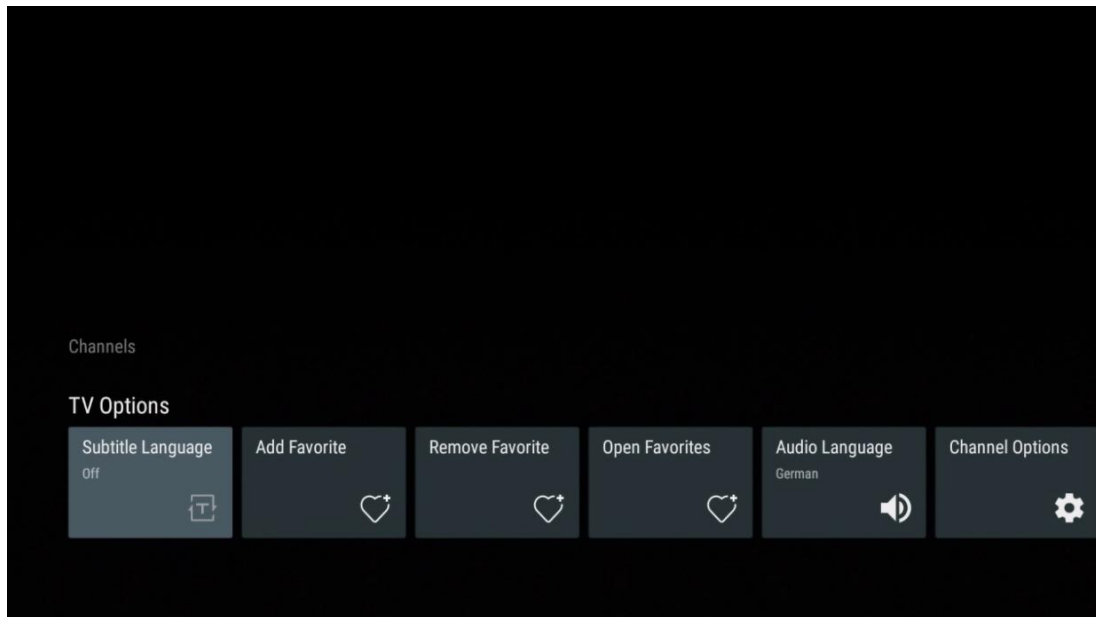 Channels
TV Options
Subtitle Language
Off
Add Favorite
Remove Favorite
Open Favorites
Audio Language
German
Channel Options